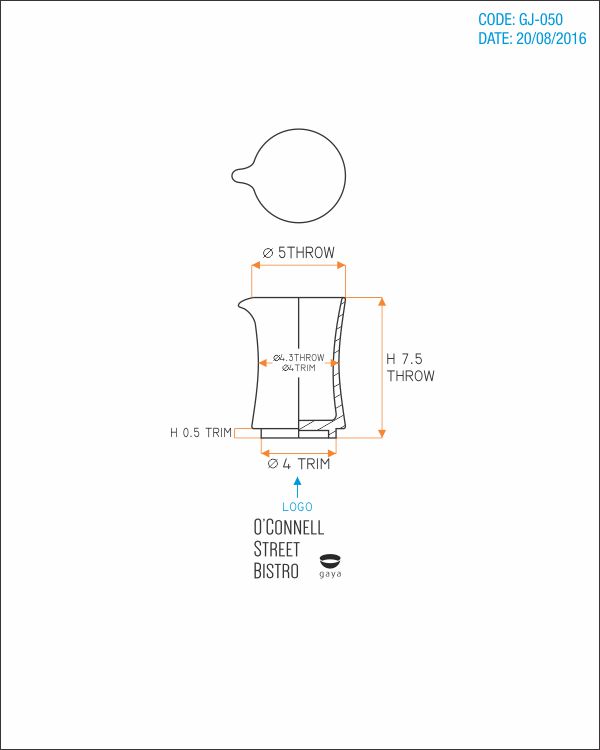 CODE: GJ-050
DATE: 20/08/2016
Ø 5THROW
Ø4.3THROW
Ø4TRIM
H 7.5
THROW
H 0.5 TRIM
Ø 4 TRIM
LOGO
O'CONNELL
STREET
BISTRO
gaya